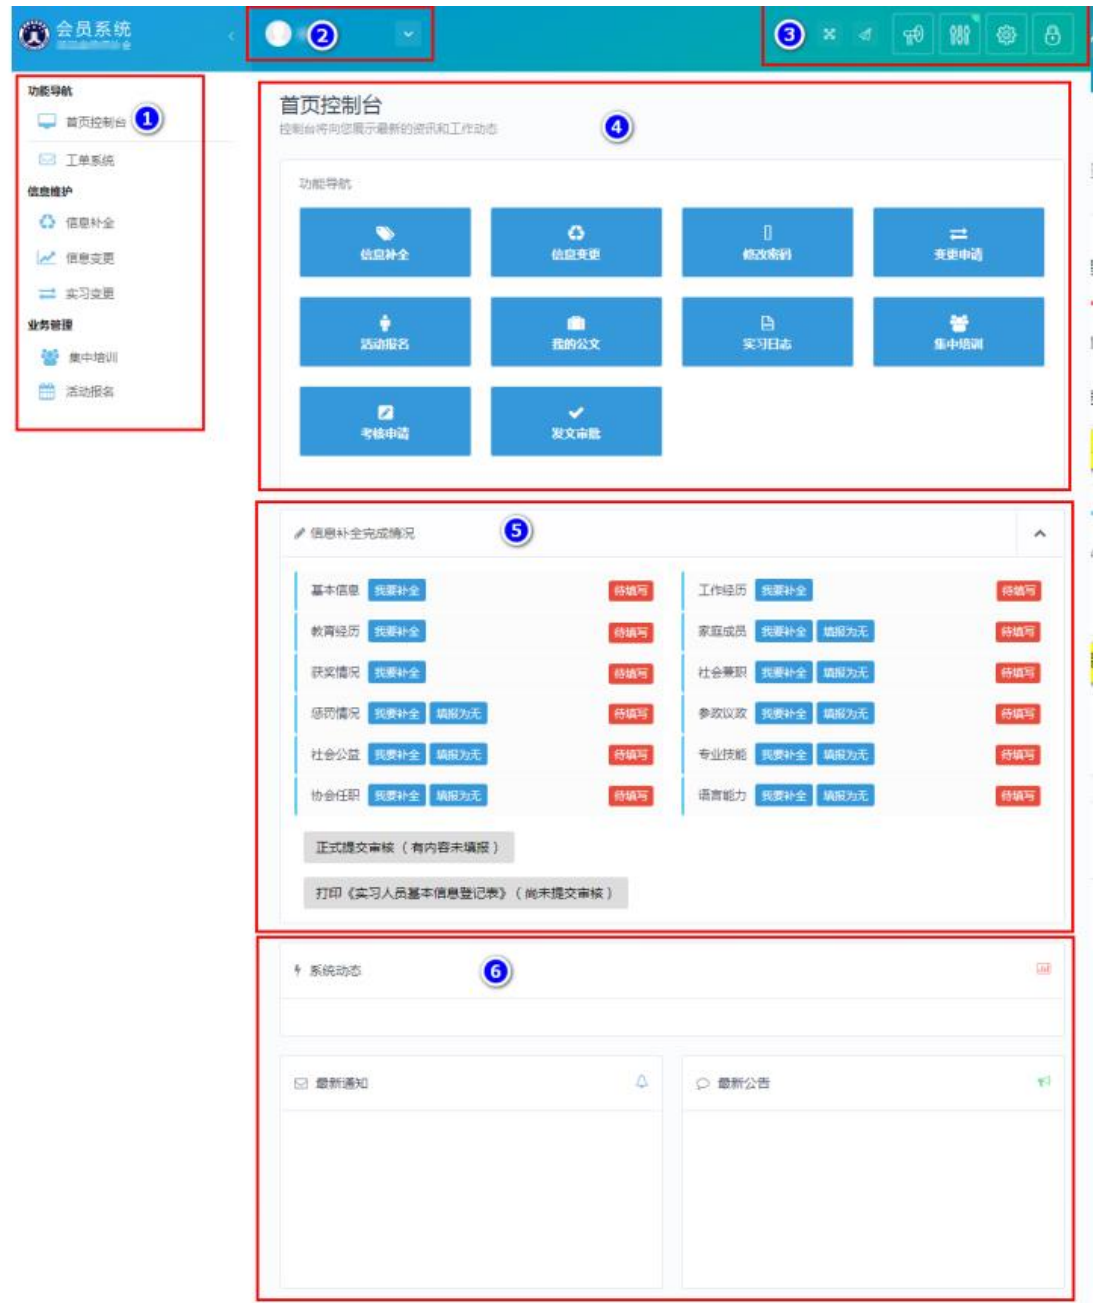 会员系统
2
3
功能导航
首页控制台
1
工单系统
信息维护
信息补全
信息变更
实习变更
业务管理
集中培训
活动报名
首页控制台
4
控制台将向您展示最新的资讯和工作动态
功能导航
信息补全
信息变更
修改密码
变更申请
活动报名
我的公文
实习日志
集中培训
考核申请
发文审批
信息补全完成情况
5
基本信息 我要补全 待填写
工作经历 我要补全 待填写
教育经历 我要补全 待填写
家庭成员 我要补全 填报为无 待填写
获奖情况 我要补全 待填写
社会兼职 我要补全 填报为无 待填写
惩罚情况 我要补全 填报为无 待填写
参政议政 我要补全 填报为无 待填写
社会公益 我要补全 填报为无 待填写
专业技能 我要补全 填报为无 待填写
协会任职 我要补全 填报为无 待填写
语言能力 我要补全 填报为无 待填写
正式提交审核（有内容未填报）
打印《实习人员基本信息登记表》（尚未提交审核）
系统动态
6
最新通知
最新公告